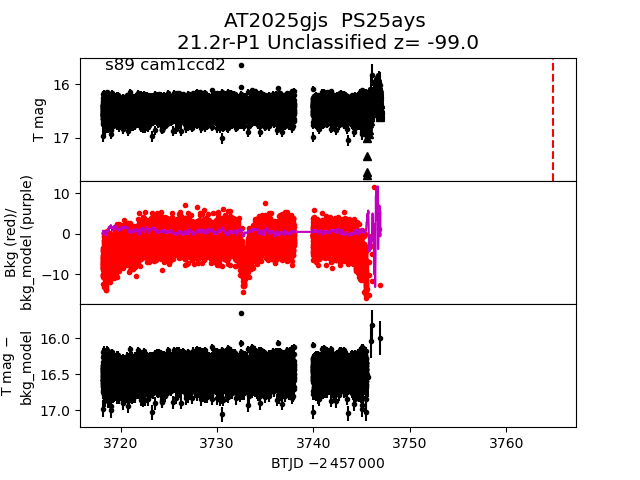 AT2025gjs  PS25ays
21.2r-P1 Unclassified z= -99.0
s89 cam1ccd2
T mag
16
17
Bkg (red)/
bkg_model (purple)
10
0
−10
T mag −
bkg_model
16.0
16.5
17.0
3720 3730 3740 3750 3760
BTJD −2 457 000